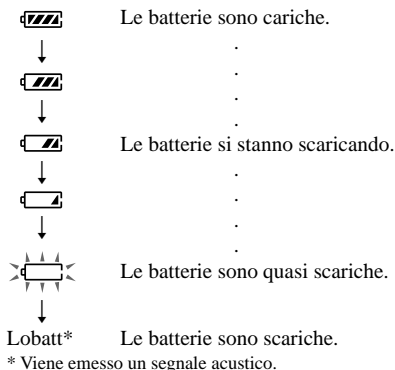 Le batterie sono cariche.
Le batterie si stanno scaricando.
Le batterie sono quasi scariche.
Lobatt* Le batterie sono scariche.
* Viene emesso un segnale acustico.